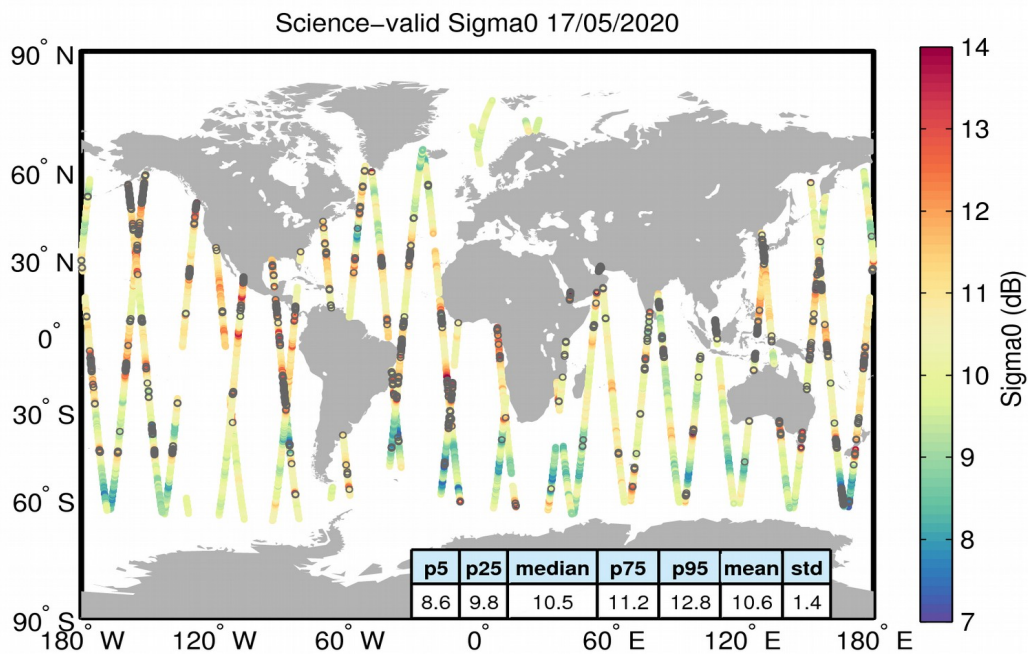 Science−valid Sigma0 17/05/2020
90° N
60° N
30° N
0°
30° S
60° S
90° S
180° W
120° W
60° W
0°
60° E
120° E
180° E
p5 p25 median p75 p95 mean std
8.6 9.8 10.5 11.2 12.8 10.6 1.4
14
13
12
11
10
9
8
7
Sigma0 (dB)